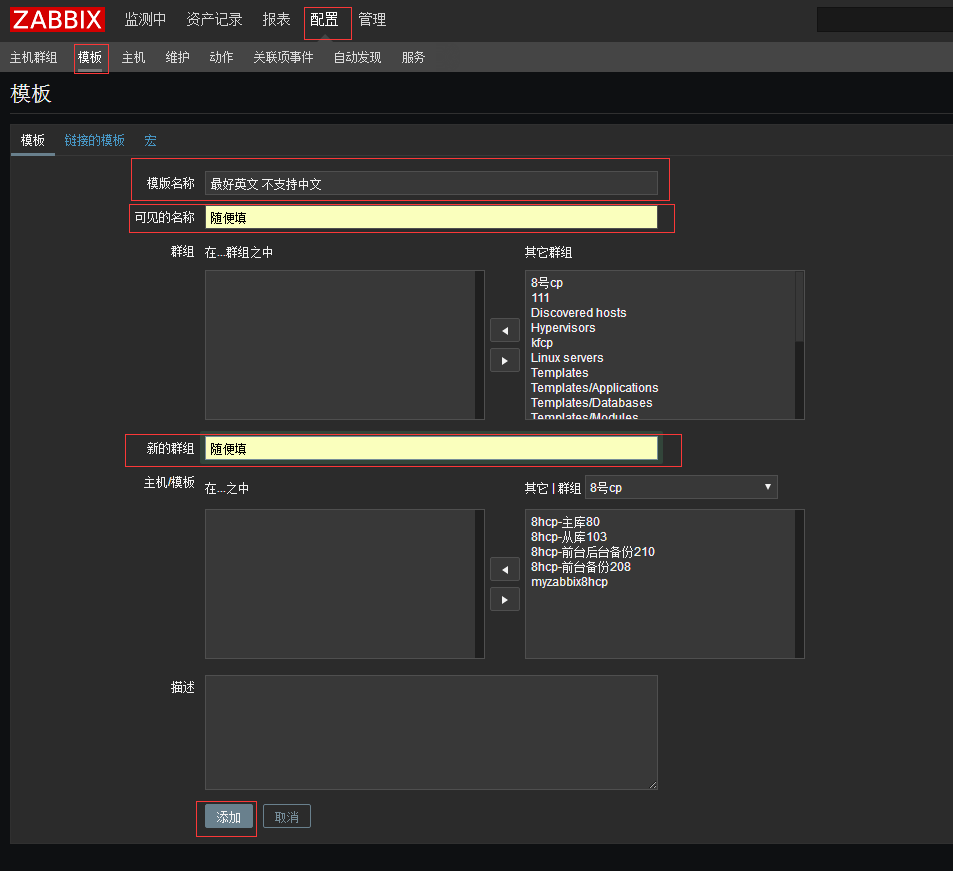 ZABBIX 监测中 资产记录 报表 配置 管理
主机群组 模板 主机 维护 动作 关联项事件 自动发现 服务
模板
模板 链接的模板 宏
模版名称 最好英文 不支持中文
可见的名称 随便填
群组 在...群组之中 其它群组
8号cp
111
Discovered hosts
Hypervisors
kfcp
Linux servers
Templates
Templates/Applications
Templates/Databases
Templates/Modules
新的群组 随便填
主机/模板 在...之中 其它 | 群组 8号cp
8hcp-主库80
8hcp-从库103
8hcp-前台后台备份210
8hcp-前台备份208
myzabbix8hcp
描述
添加 取消